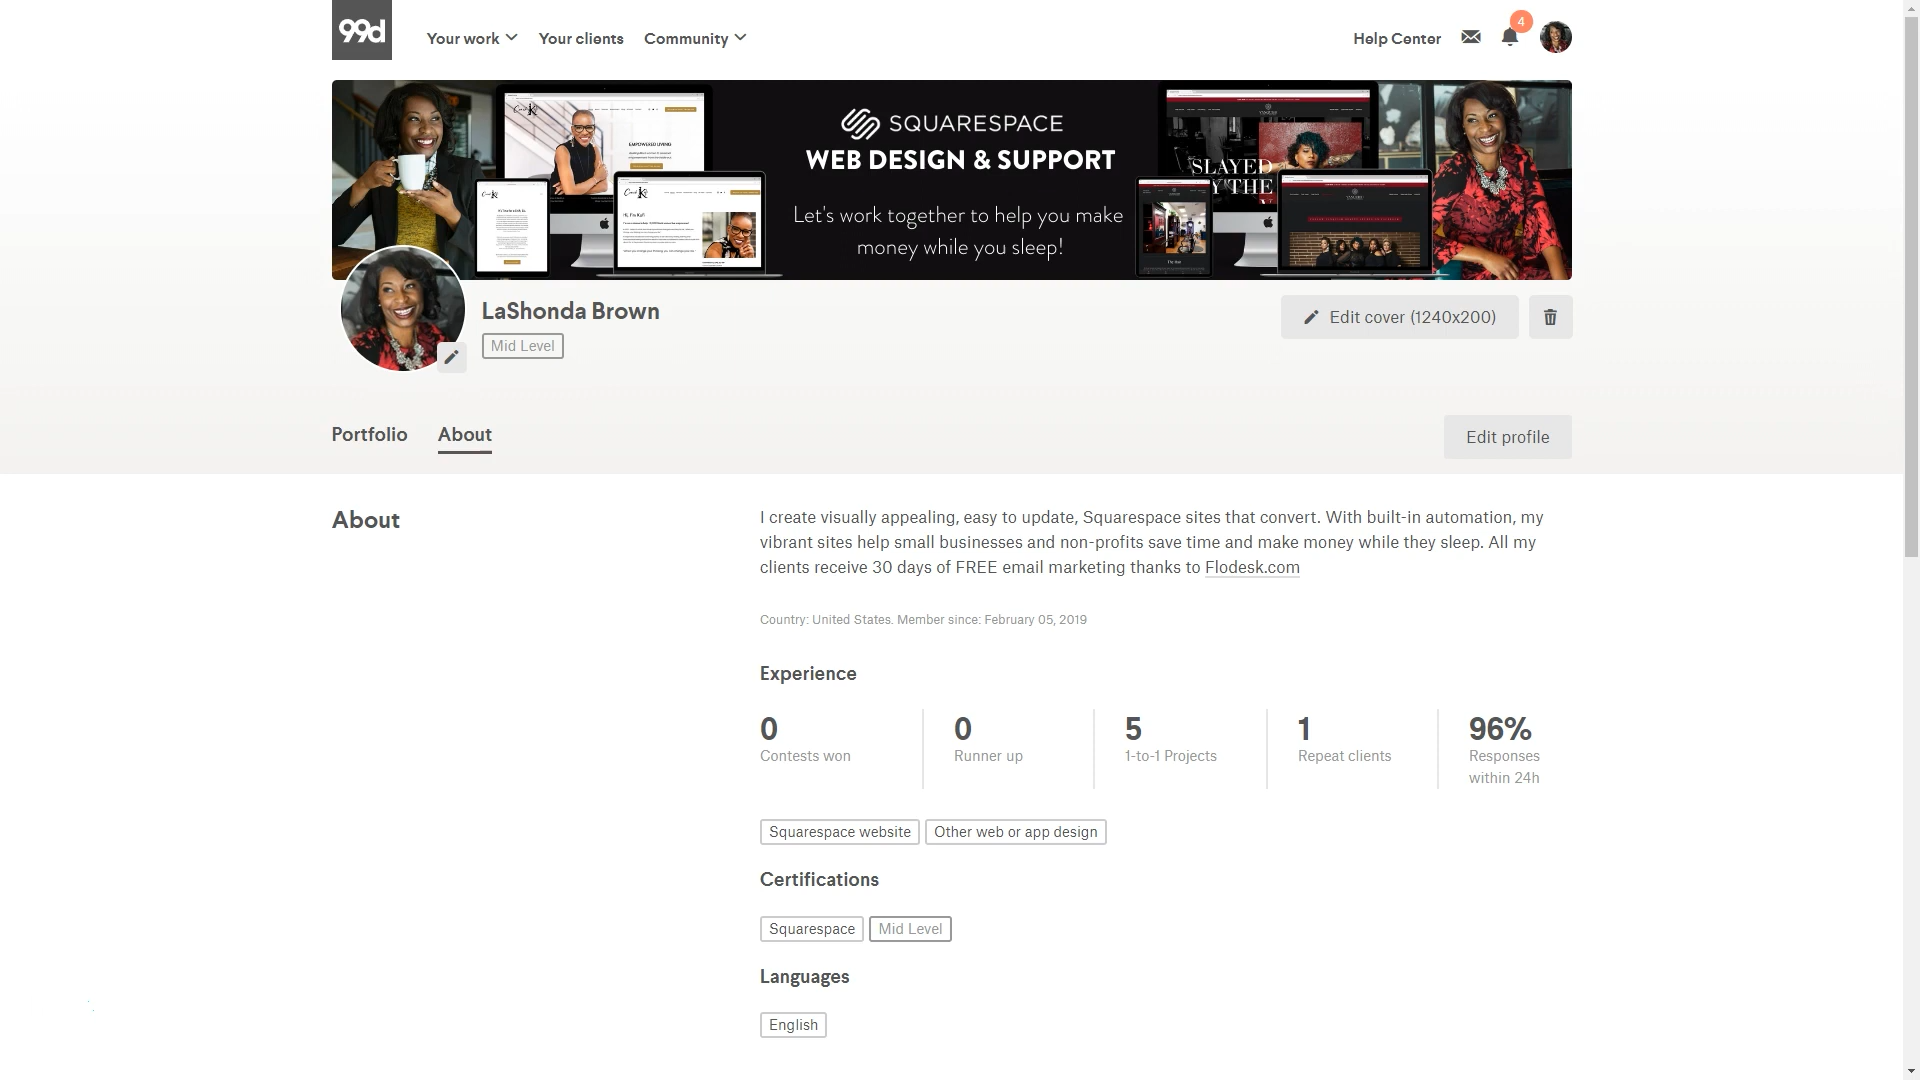 99d
Your work
Your clients
Community
Help Center
4
SQUARESPACE
WEB DESIGN & SUPPORT
Let's work together to help you make
money while you sleep!
EMPOWERED LIVING
SLAYED
LaShonda Brown
Mid Level
Edit cover (1240x200)
Portfolio
About
Edit profile
About
I create visually appealing, easy to update, Squarespace sites that convert. With built-in automation, my
vibrant sites help small businesses and non-profits save time and make money while they sleep. All my
clients receive 30 days of FREE email marketing thanks to Flodesk.com
Country: United States. Member since: February 05, 2019
Experience
0
Contests won
0
Runner up
5
1-to-1 Projects
1
Repeat clients
96%
Responses
within 24h
Squarespace website
Other web or app design
Certifications
Squarespace
Mid Level
Languages
English